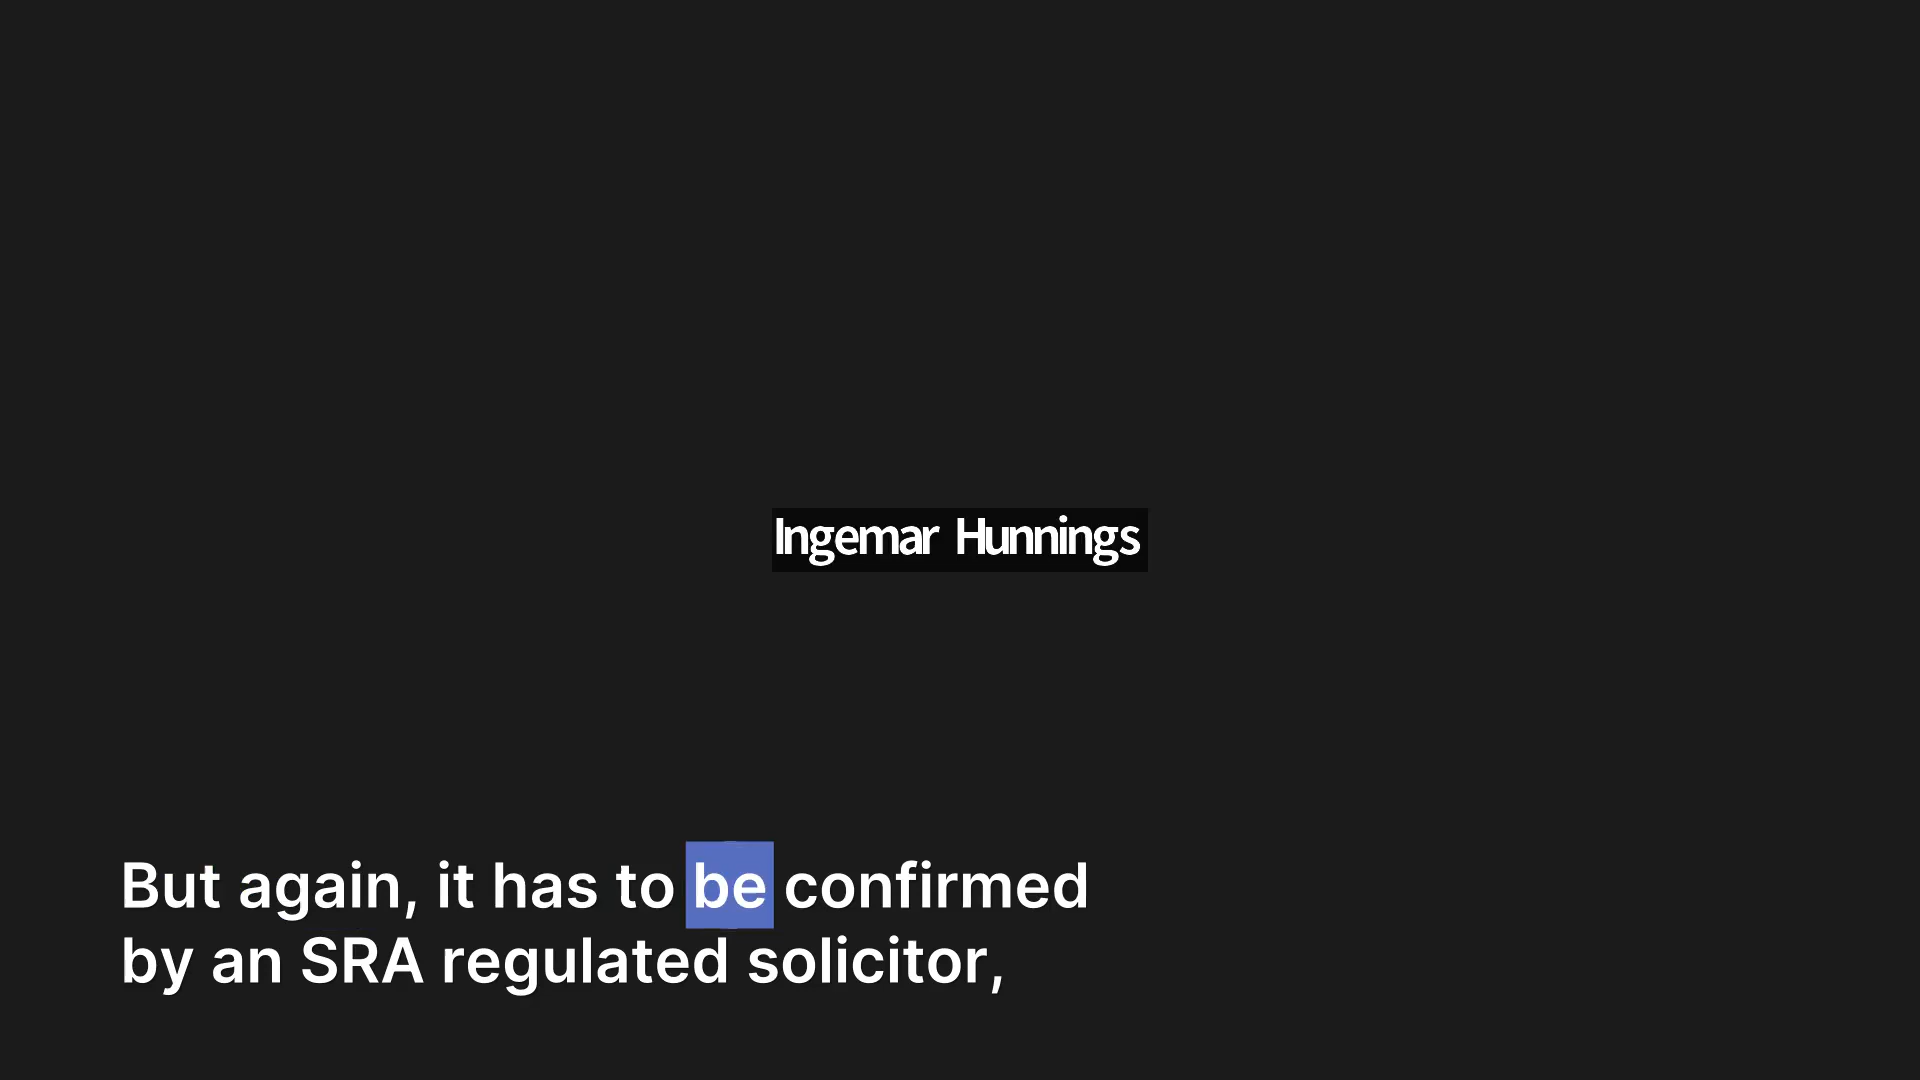 Ingemar Hunnings
But again, it has to be confirmed
by an SRA regulated solicitor,